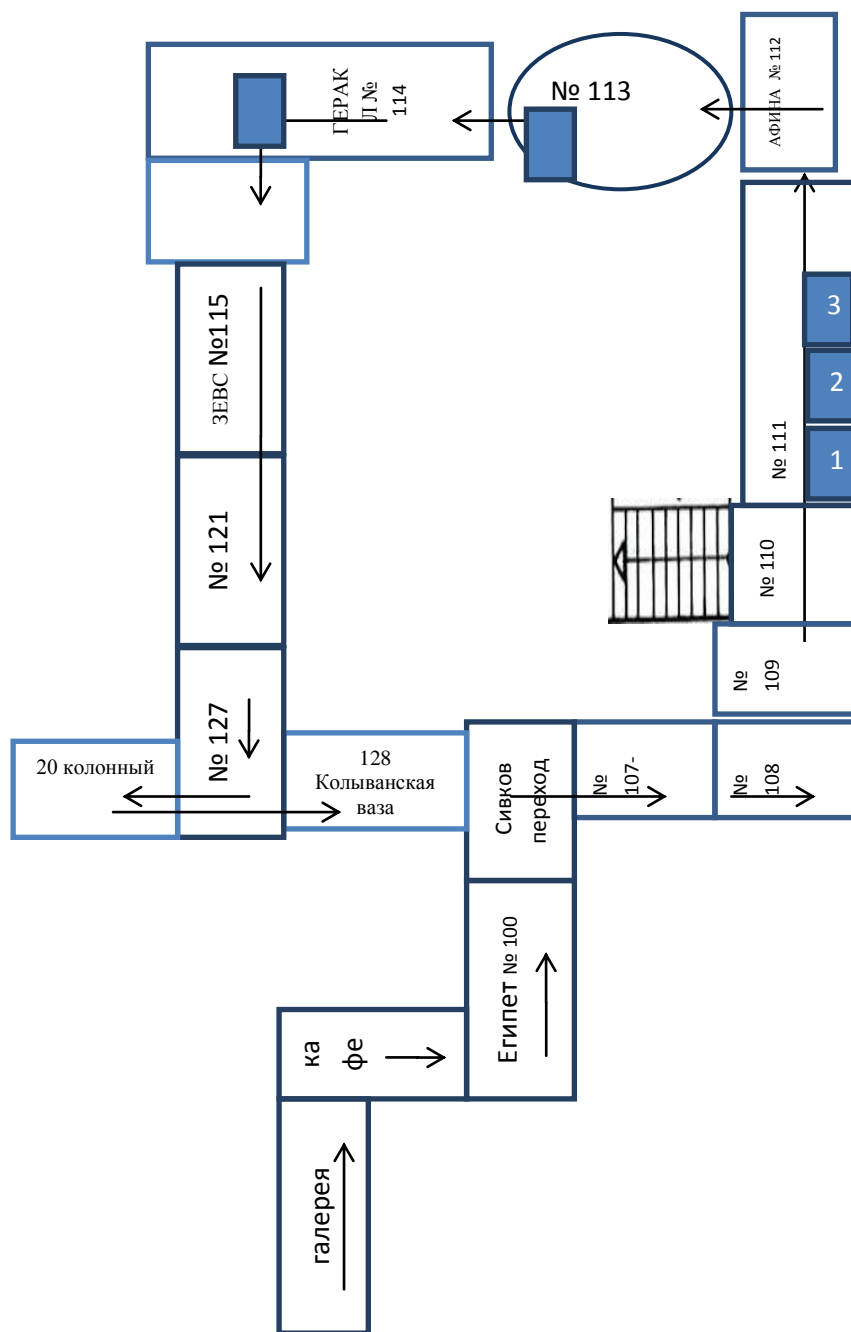 ГЕРАК
Л №
114
№ 113
АФИНА № 112
ЗЕВС №115
3
2
1
№ 111
№ 121
№ 110
№
109
№ 127
20 колонный
128
Колыванская
ваза
Сивков
переход
№
107-
№
108
Египет № 100
ка
фе
галерея